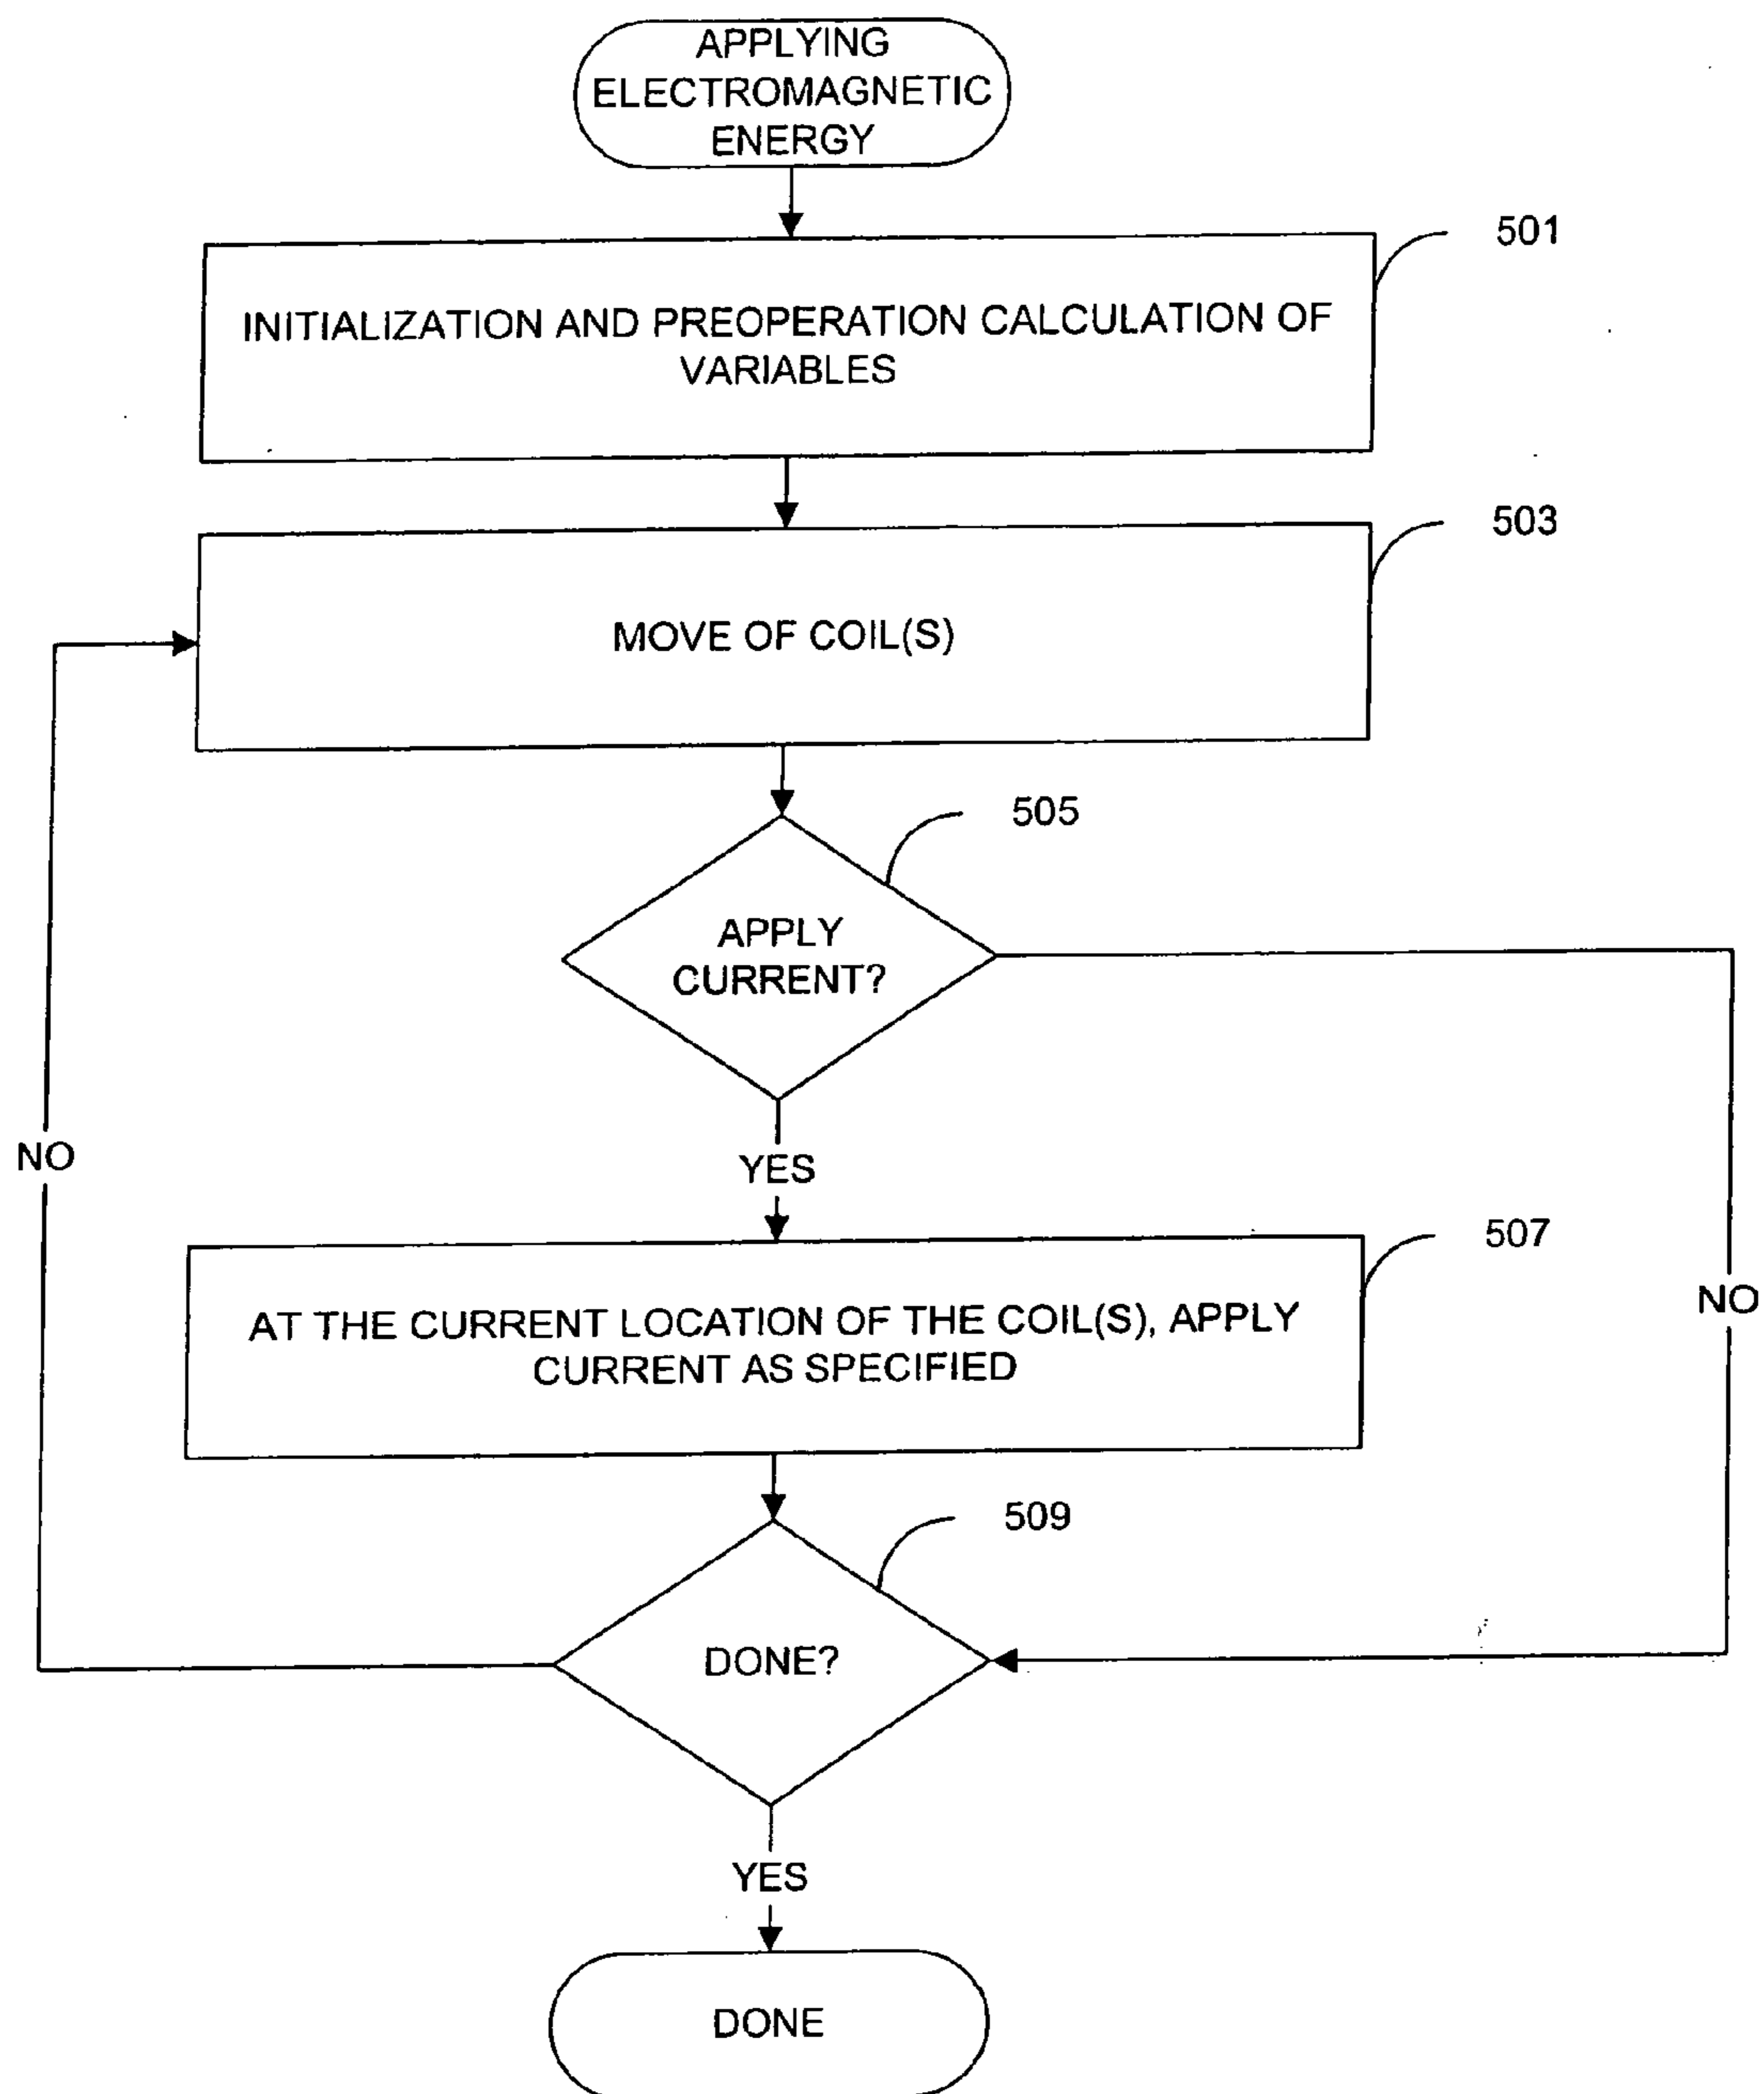 APPLYING
ELECTROMAGNETIC
ENERGY
501
INITIALIZATION AND PREOPERATION CALCULATION OF
VARIABLES
503
MOVE OF COIL(S)
505
APPLY
CURRENT?
NO
YES
507
NO
AT THE CURRENT LOCATION OF THE COIL(S), APPLY
CURRENT AS SPECIFIED
509
DONE?
YES
DONE